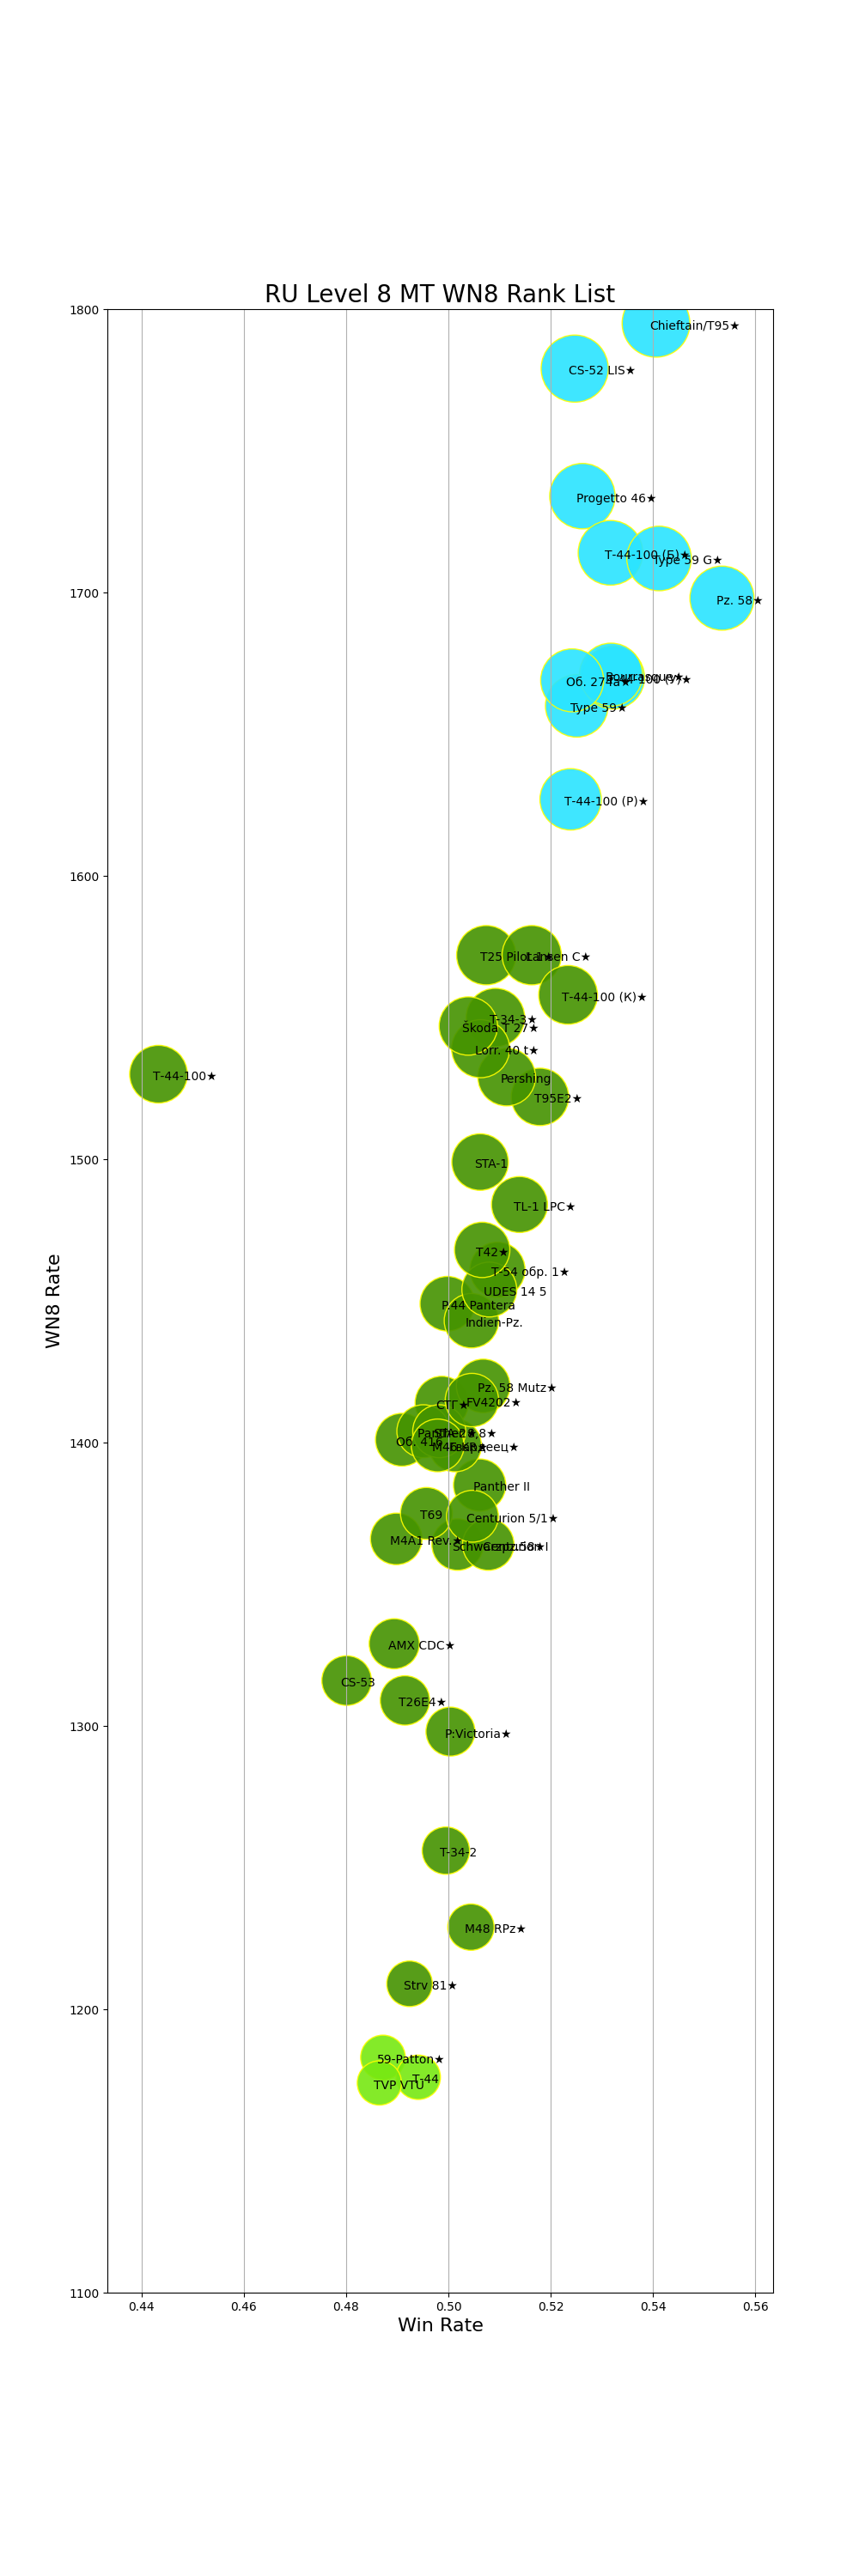 RU Level 8 MT WN8 Rank List
1800
Chieftain/T95★
CS-52 LIS★
Progetto 46★
T-44-100 (Б)★
Type 59 G★
1700
Pz. 58★
Bourrasque★
Об. 274а★
Type 59★
T-44-100 (Р)★
1600
T25 Pilot 1★
Lansen C★
T-44-100 (К)★
T-34-3★
Škoda T 27★
Lorr. 40 t★
T-44-100★
Pershing
T95E2★
1500
STA-1
TL-1 LPC★
T42★
T-54 обр. 1★
UDES 14 5
P.44 Pantera
Indien-Pz.
WN8 Rate
Pz. 58 Mutz★
FV4202★
СТГ★
Об. 416
1400
Panther II
T69
Centurion 5/1★
M4A1 Rev.★
Schwarzpz.58★
Centurion I
AMX CDC★
CS-53
T26E4★
1300
P.Victoria★
T-34-2
M48 RPz★
1200
Strv 81★
59-Patton★
T-44
TVP VTU
1100
0.44 0.46 0.48 0.50 0.52 0.54 0.56
Win Rate